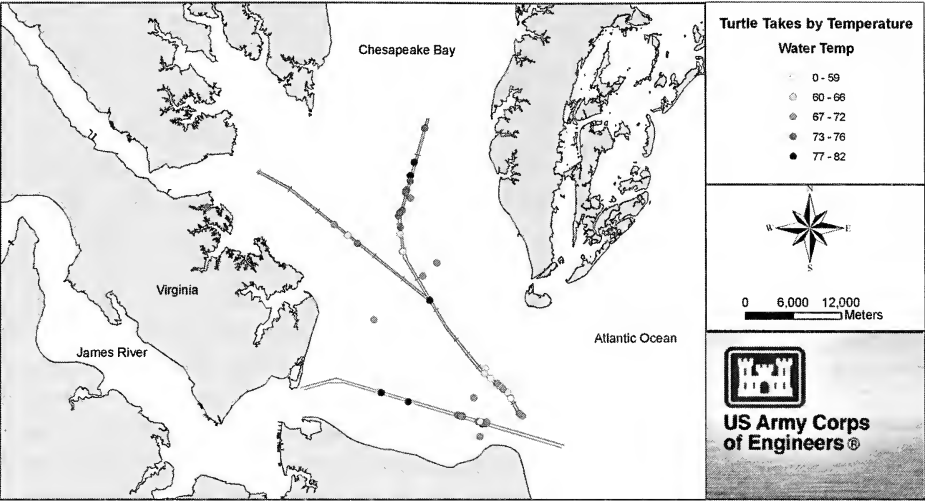 Chesapeake Bay
Virginia
James River
Atlantic Ocean
Turtle Takes by Temperature
Water Temp
0 - 59
60 - 66
67 - 72
73 - 76
77 - 82
N
W E
S
0 6,000 12,000
Meters
US Army Corps
of Engineers ®